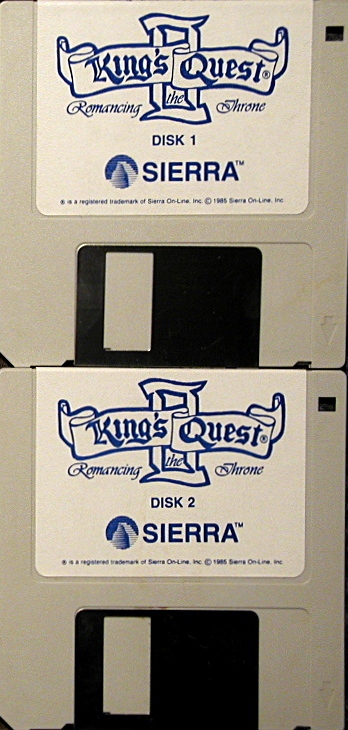 II
King's Quest®
Romancing the Throne
DISK 1
SIERRA™
® is a registered trademark of Sierra On-Line, Inc. © 1985 Sierra On-Line, Inc.
II
King's Quest®
Romancing the Throne
DISK 2
SIERRA™
® is a registered trademark of Sierra On-Line, Inc. © 1985 Sierra On-Line, Inc.